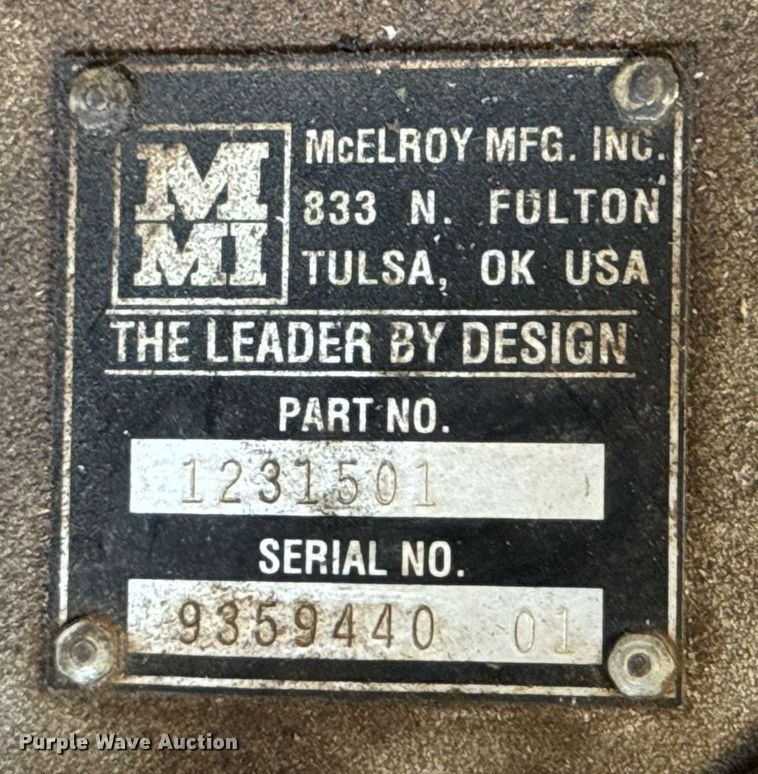 M
MI
McELROY MFG. INC.
833 N. FULTON
TULSA, OK USA
THE LEADER BY DESIGN
PART NO.
1231501
SERIAL NO.
9359440 01
Purple Wave Auction